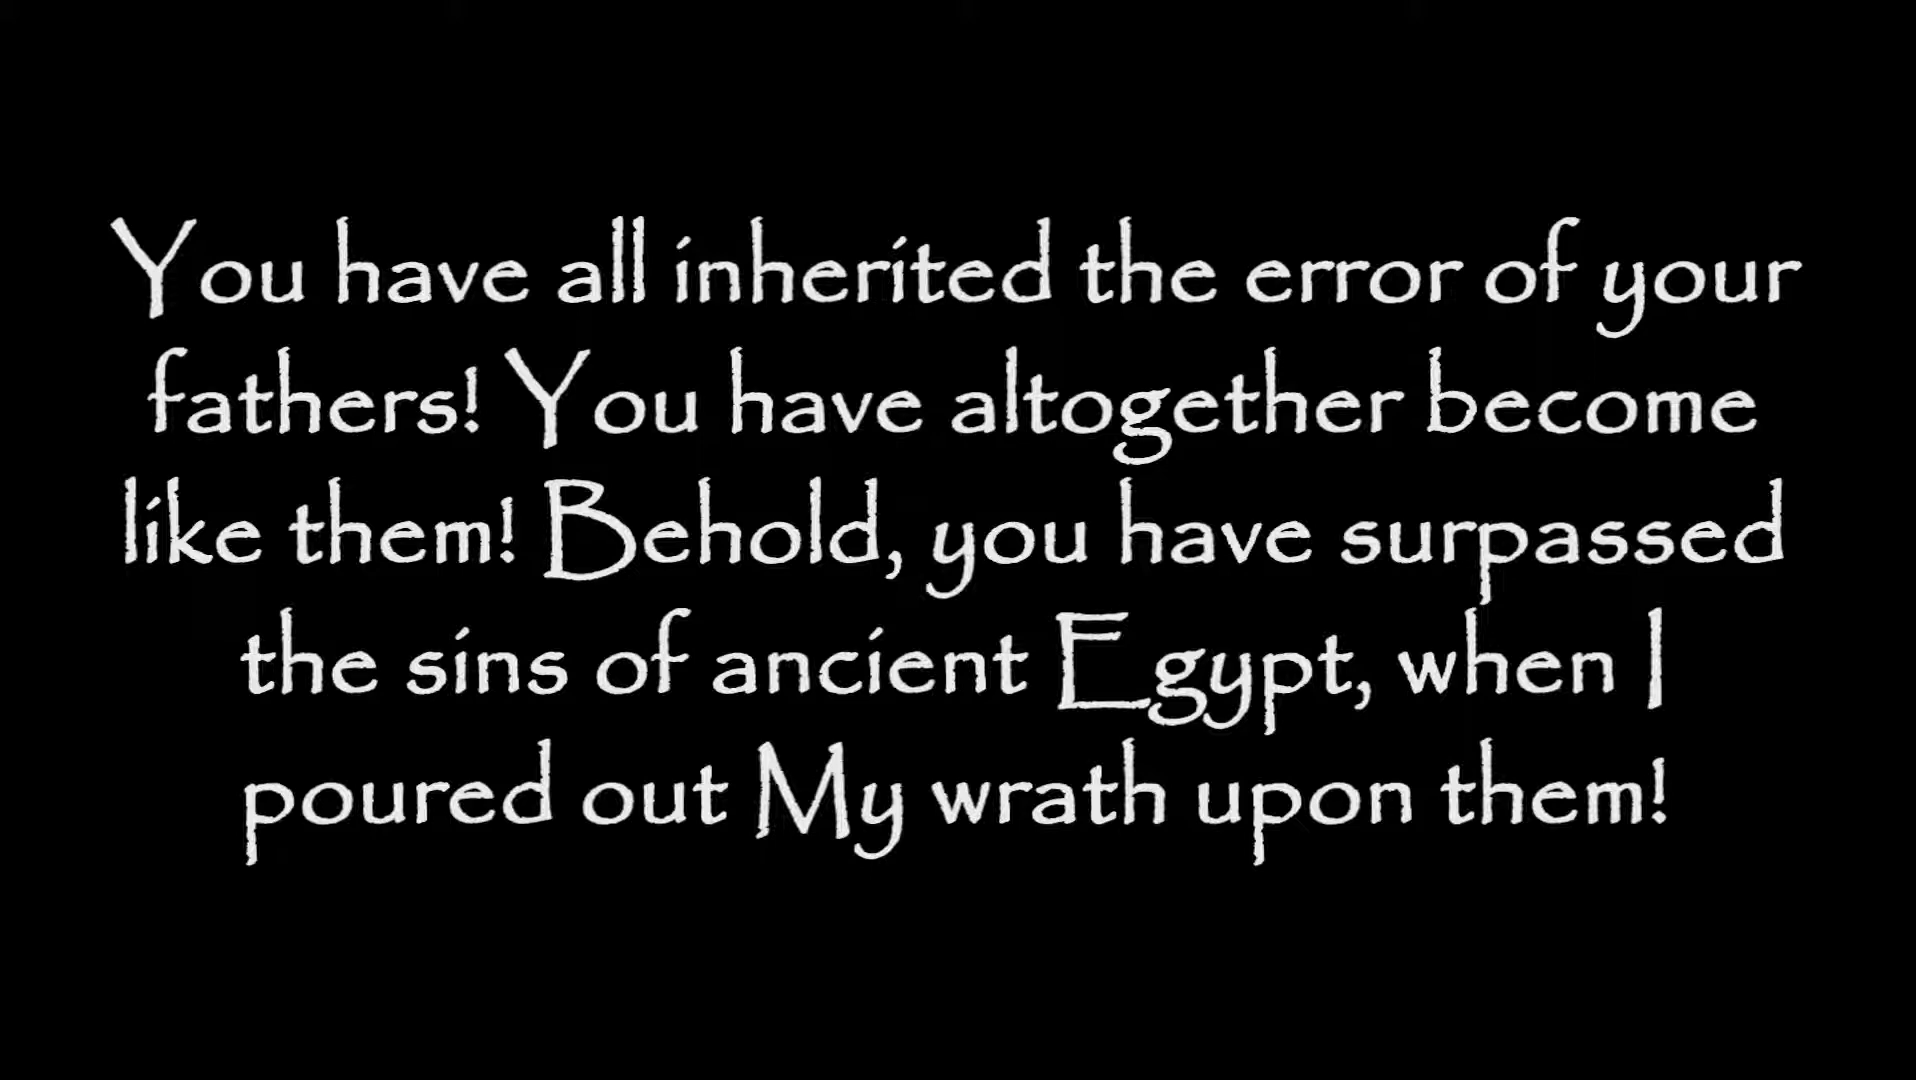 You have all inherited the error of your
fathers! You have altogether become
like them! Behold, you have surpassed
the sins of ancient Egypt, when I
poured out My wrath upon them!